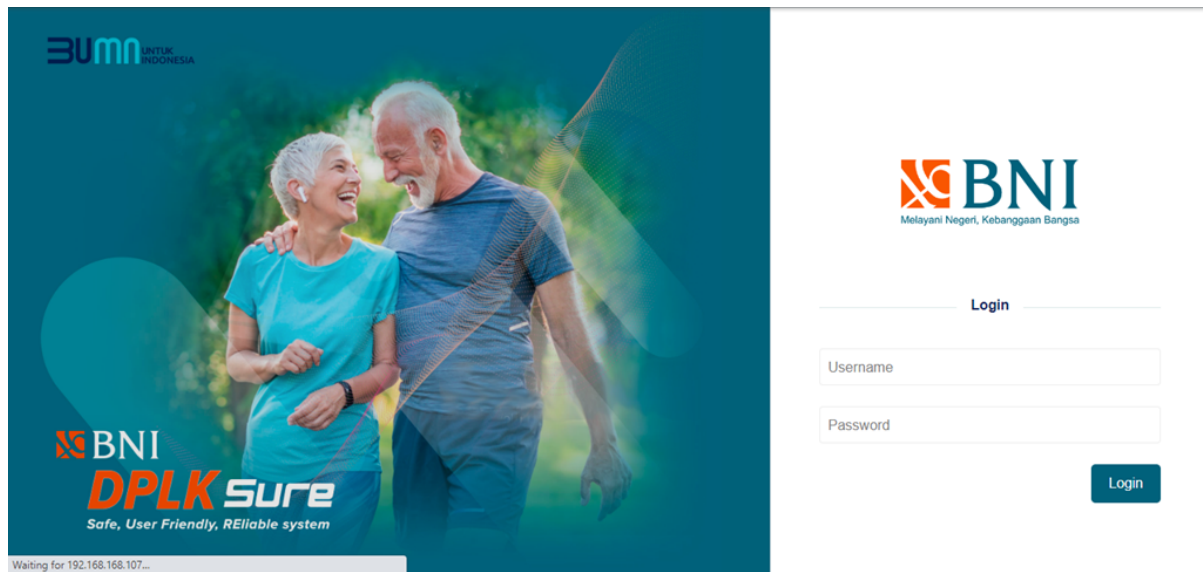 BUMN UNTUK
INDONESIA
BNI
DPLK Sure
Safe, User Friendly, REliable system
Waiting for 192.168.168.107...
BNI
Melayani Negeri, Kebanggaan Bangsa
Login
Username
Password
Login